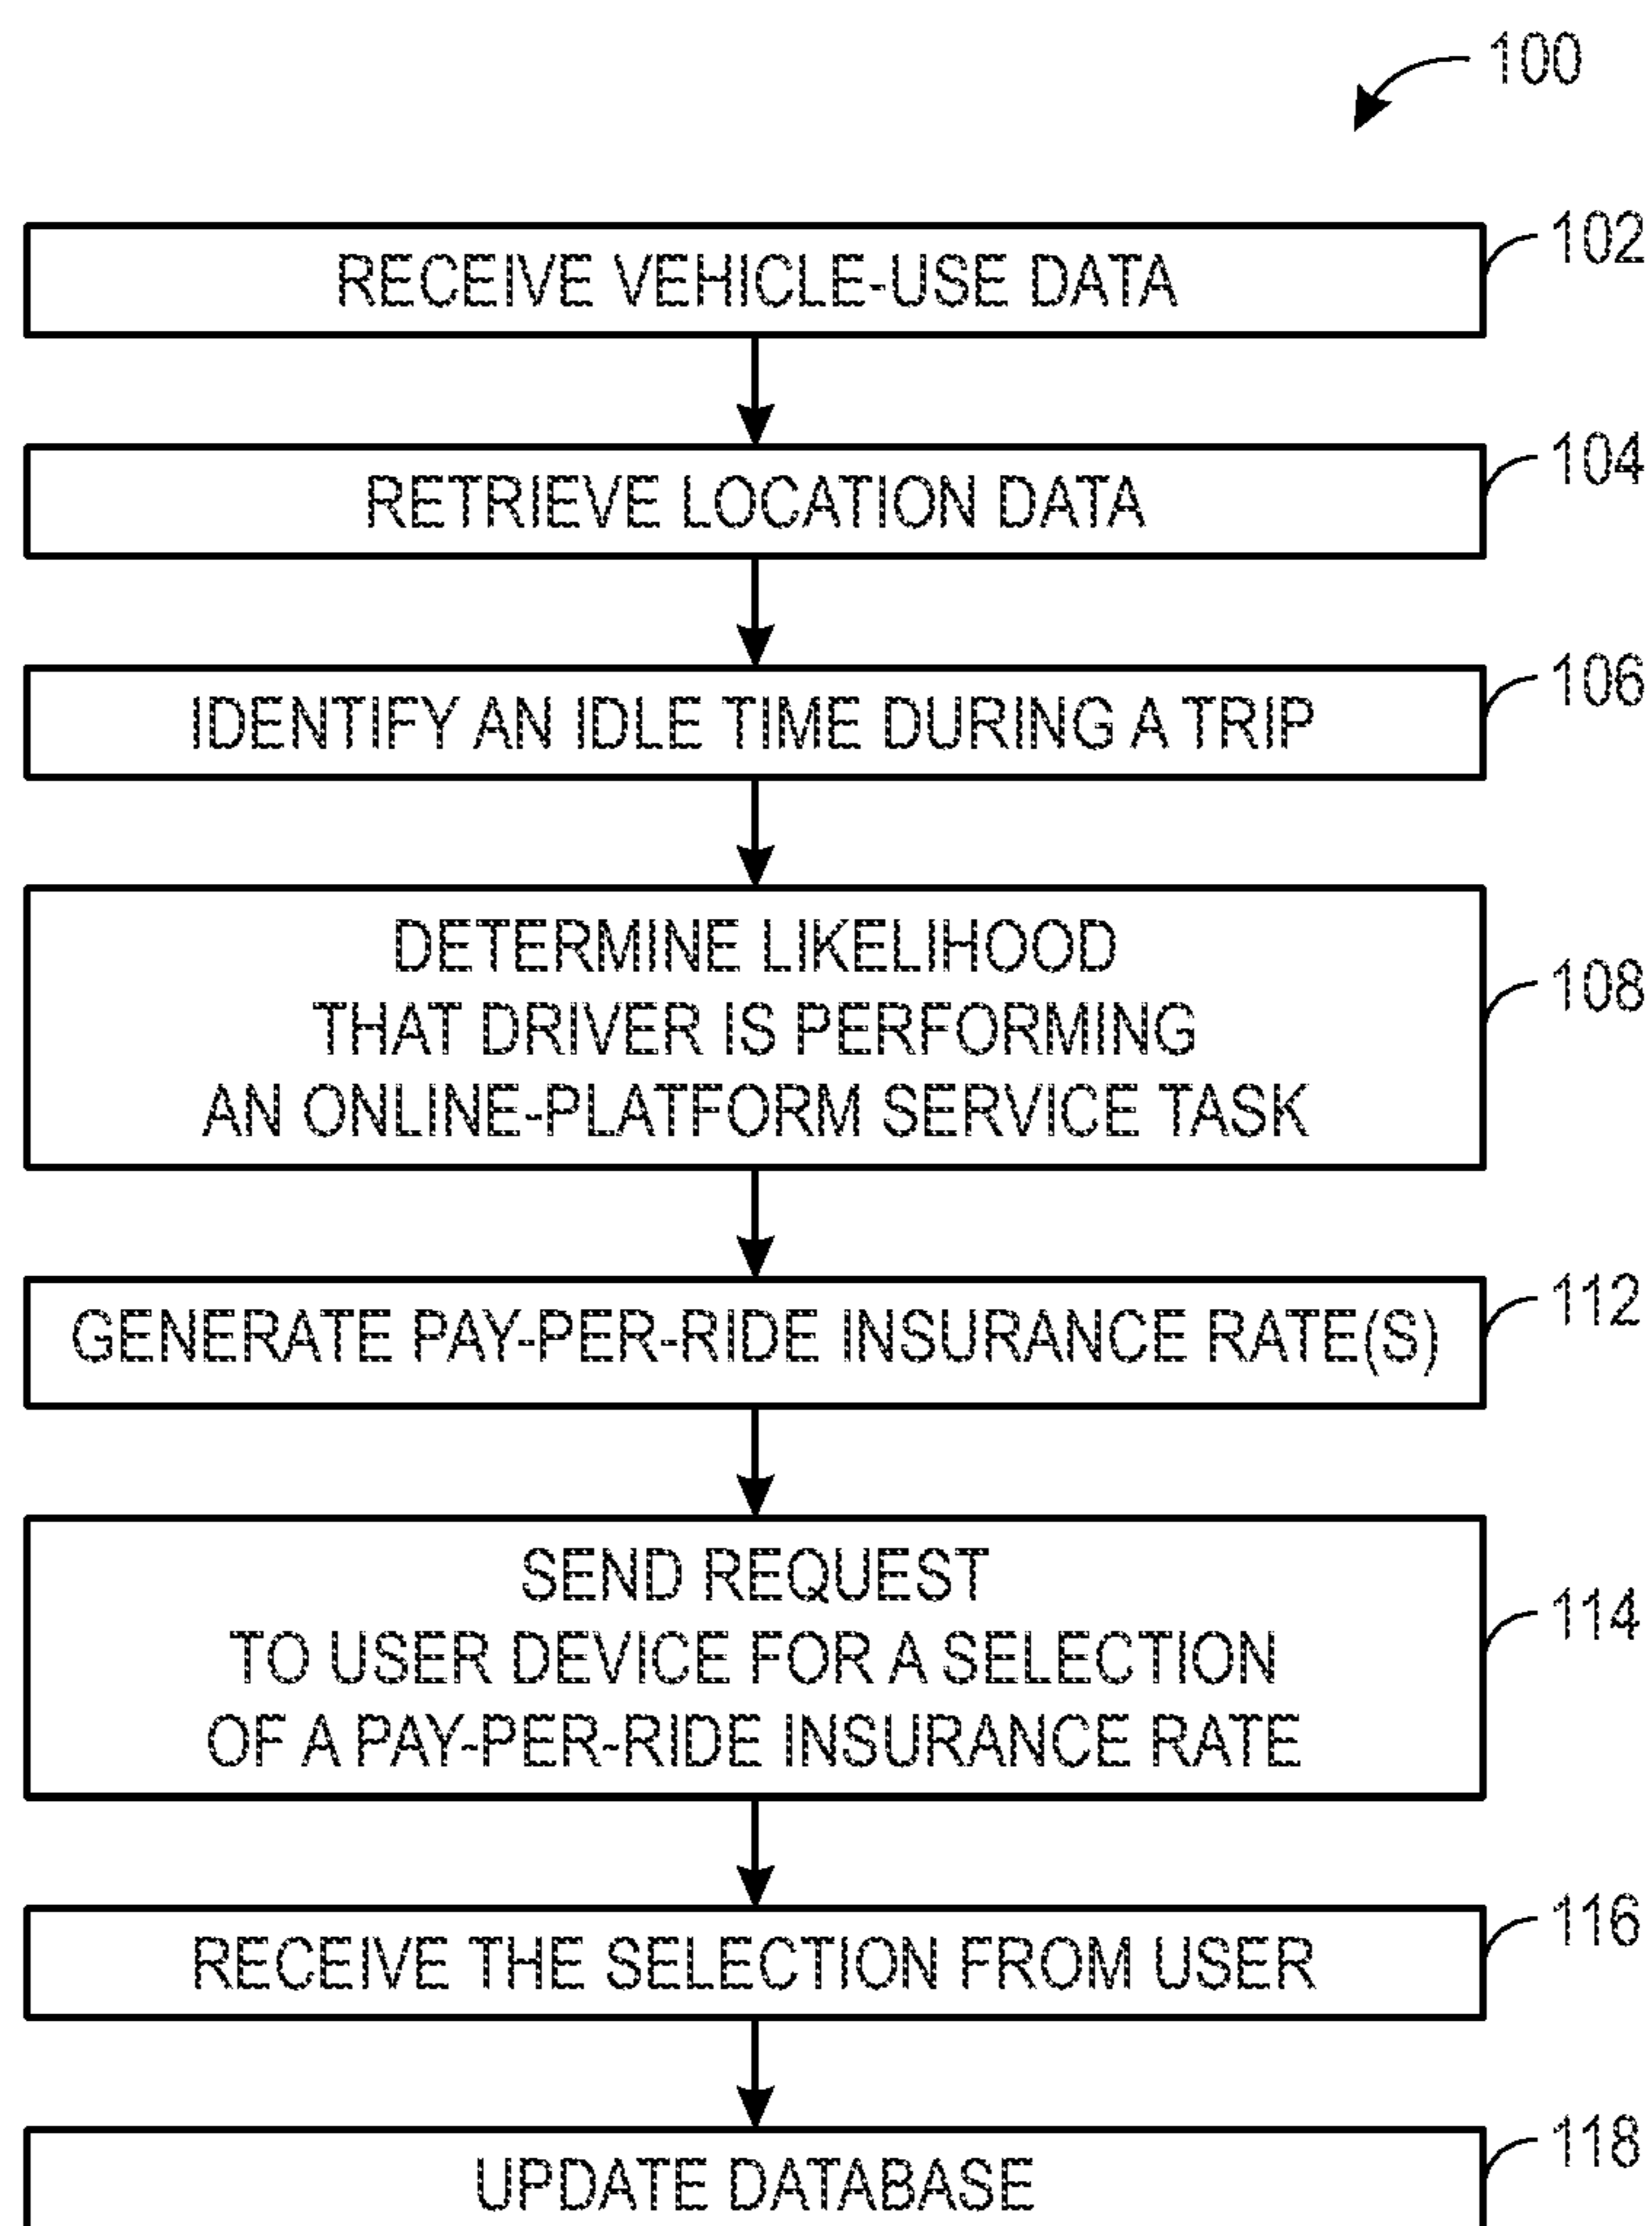 100
RECEIVE VEHICLE-USE DATA
102
RETRIEVE LOCATION DATA
104
IDENTIFY AN IDLE TIME DURING A TRIP
106
DETERMINE LIKELIHOOD
THAT DRIVER IS PERFORMING
AN ONLINE-PLATFORM SERVICE TASK
108
GENERATE PAY-PER-RIDE INSURANCE RATE(S)
112
SEND REQUEST
TO USER DEVICE FOR A SELECTION
OF A PAY-PER-RIDE INSURANCE RATE
114
RECEIVE THE SELECTION FROM USER
116
UPDATE DATABASE
118